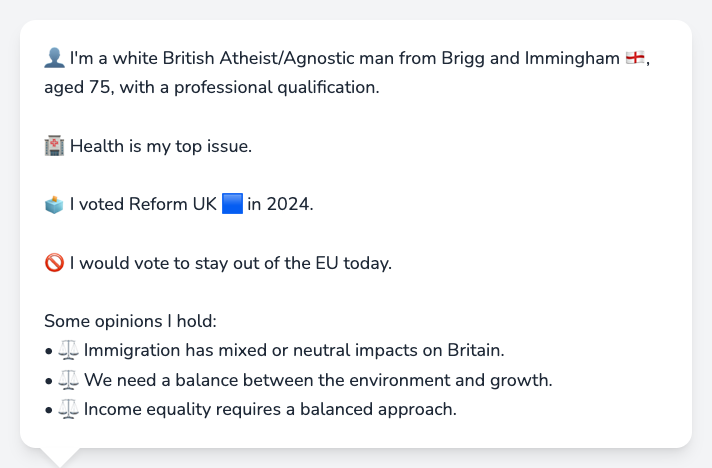 👤 I'm a white British Atheist/Agnostic man from Brigg and Immingham 🏴󠁧󠁢󠁥󠁮󠁧󠁿,
aged 75, with a professional qualification.
🏥 Health is my top issue.
🗳️ I voted Reform UK 🟦 in 2024.
🚫 I would vote to stay out of the EU today.
Some opinions I hold:
• ⚖️ Immigration has mixed or neutral impacts on Britain.
• ⚖️ We need a balance between the environment and growth.
• ⚖️ Income equality requires a balanced approach.